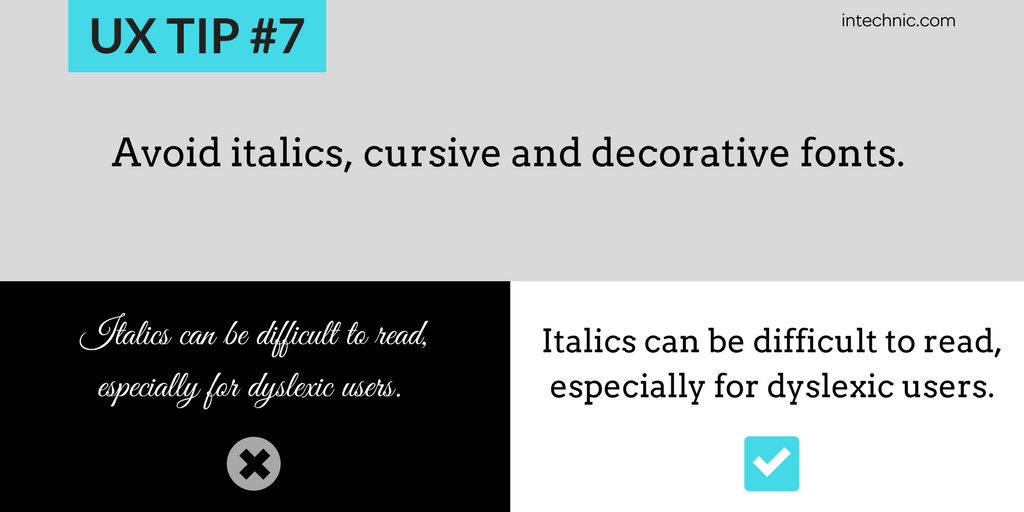 UX TIP #7
intechnic.com
Avoid italics, cursive and decorative fonts.
Italics can be difficult to read,
especially for dyslexic users.
Italics can be difficult to read,
especially for dyslexic users.